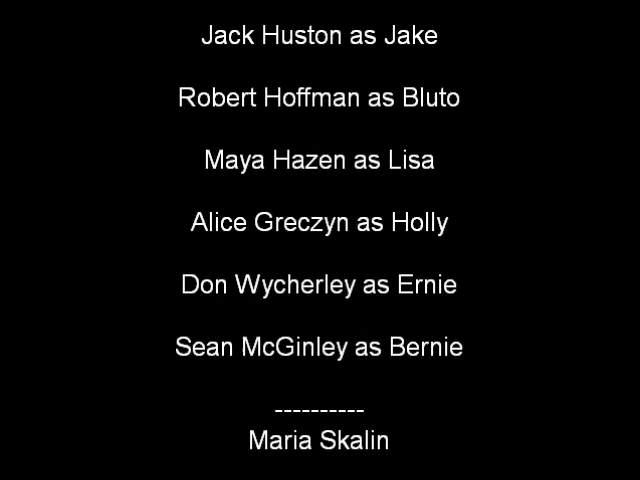 Jack Huston as Jake
Robert Hoffman as Bluto
Maya Hazen as Lisa
Alice Greczyn as Holly
Don Wycherley as Ernie
Sean McGinley as Bernie
----------
Maria Skalin